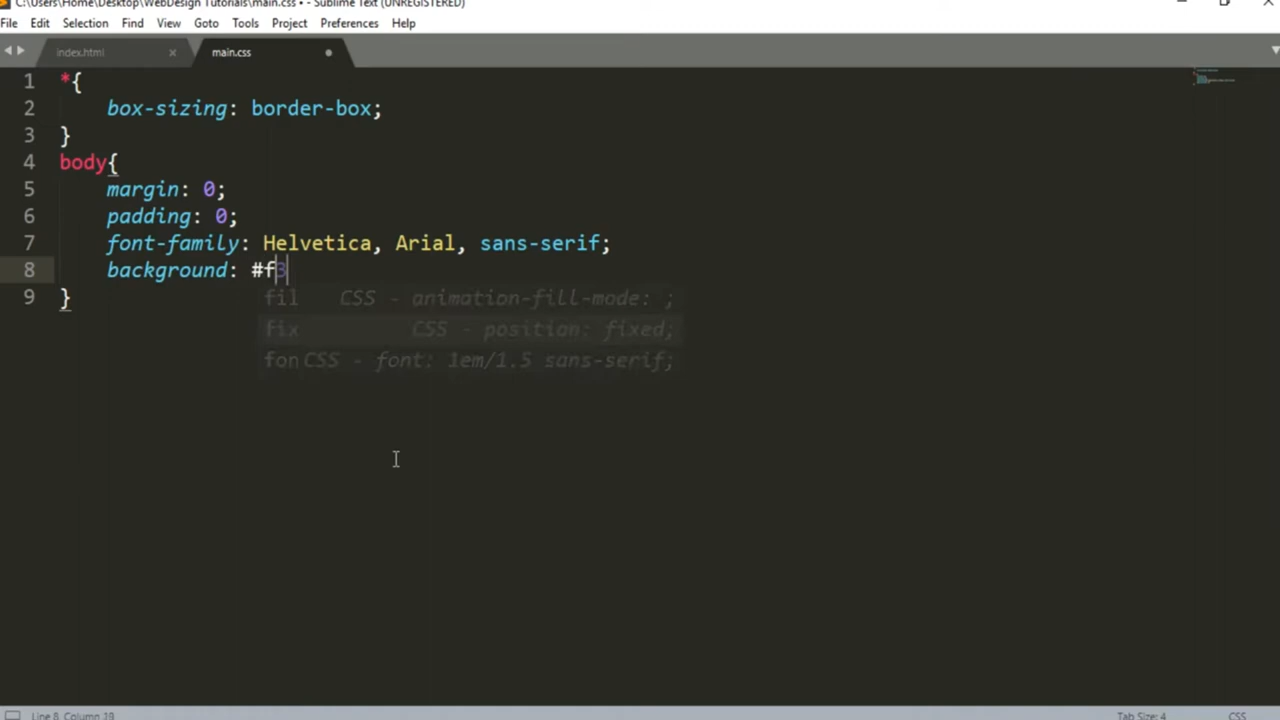 C:\Users\Home\Desktop\WebDesign Tutorials\main.css • - Sublime Text (UNREGISTERED)
File Edit Selection Find View Goto Tools Project Preferences Help
index.html × main.css
1 *{
2 box-sizing: border-box;
3 }
4 body{
5 margin: 0;
6 padding: 0;
7 font-family: Helvetica, Arial, sans-serif;
8 background: #f3
9 }
fil CSS - animation-fill-mode: ;
fix CSS - position: fixed;
fon CSS - font: 1em/1.5 sans-serif;
Line 8, Column 19 Tab Size: 4 CSS